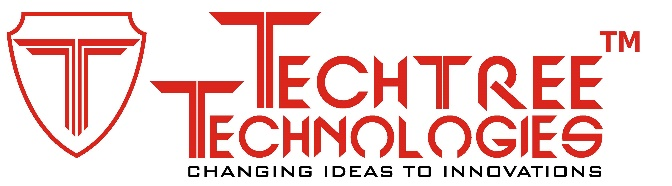 TECHTREE™
TECHNOLOGIES
CHANGING IDEAS TO INNOVATIONS